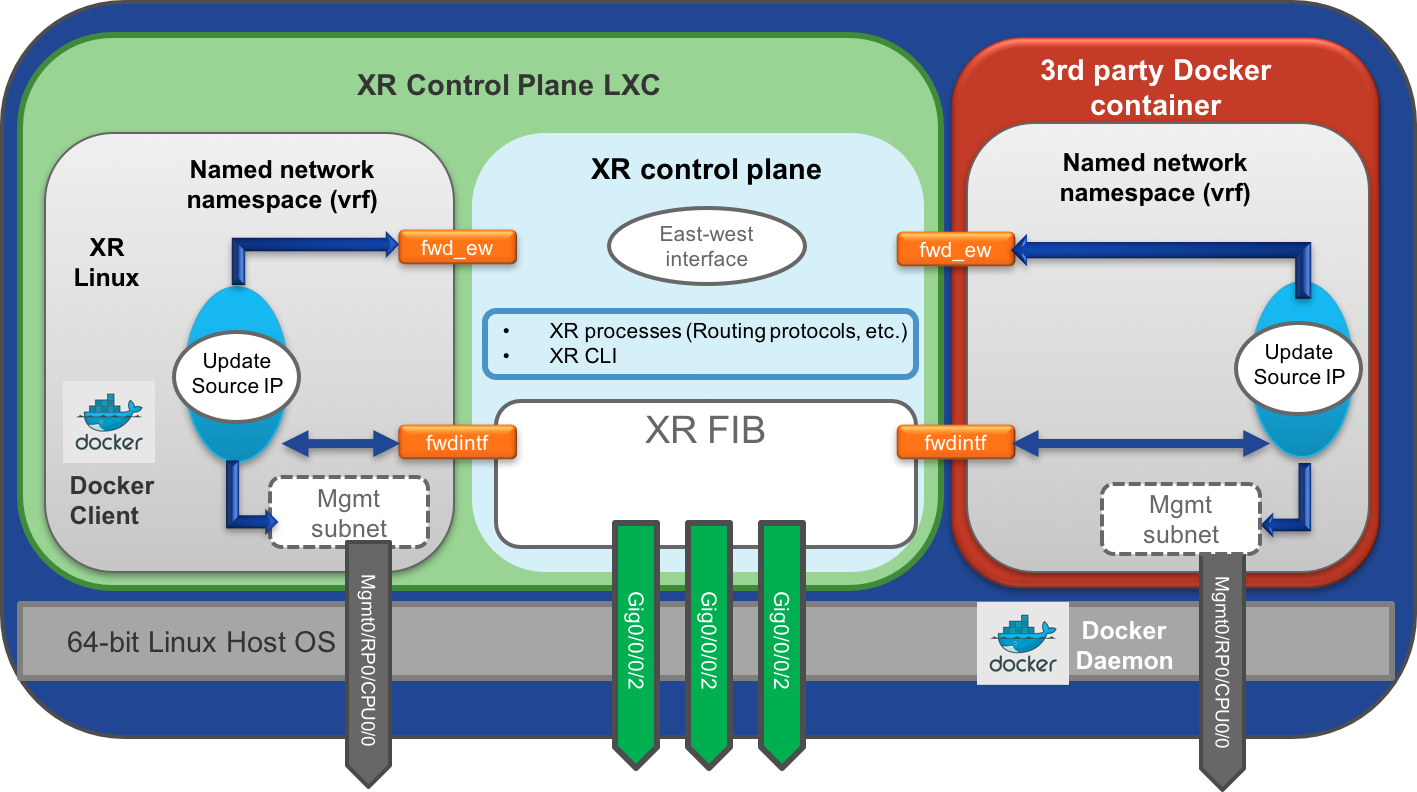 XR Control Plane LXC
3rd party Docker
container
Named network
namespace (vrf)
XR
Linux
fwd_ew
Update
Source IP
docker
Docker
Client
fwdintf
Mgmt
subnet
Mgmt0/RP0/CPU0/0
XR control plane
East-west
interface
• XR processes (Routing protocols, etc.)
• XR CLI
XR FIB
Gig0/0/0/2
Gig0/0/0/2
Gig0/0/0/2
Named network
namespace (vrf)
fwd_ew
Update
Source IP
fwdintf
Mgmt
subnet
Mgmt0/RP0/CPU0/0
64-bit Linux Host OS
docker
Docker
Daemon